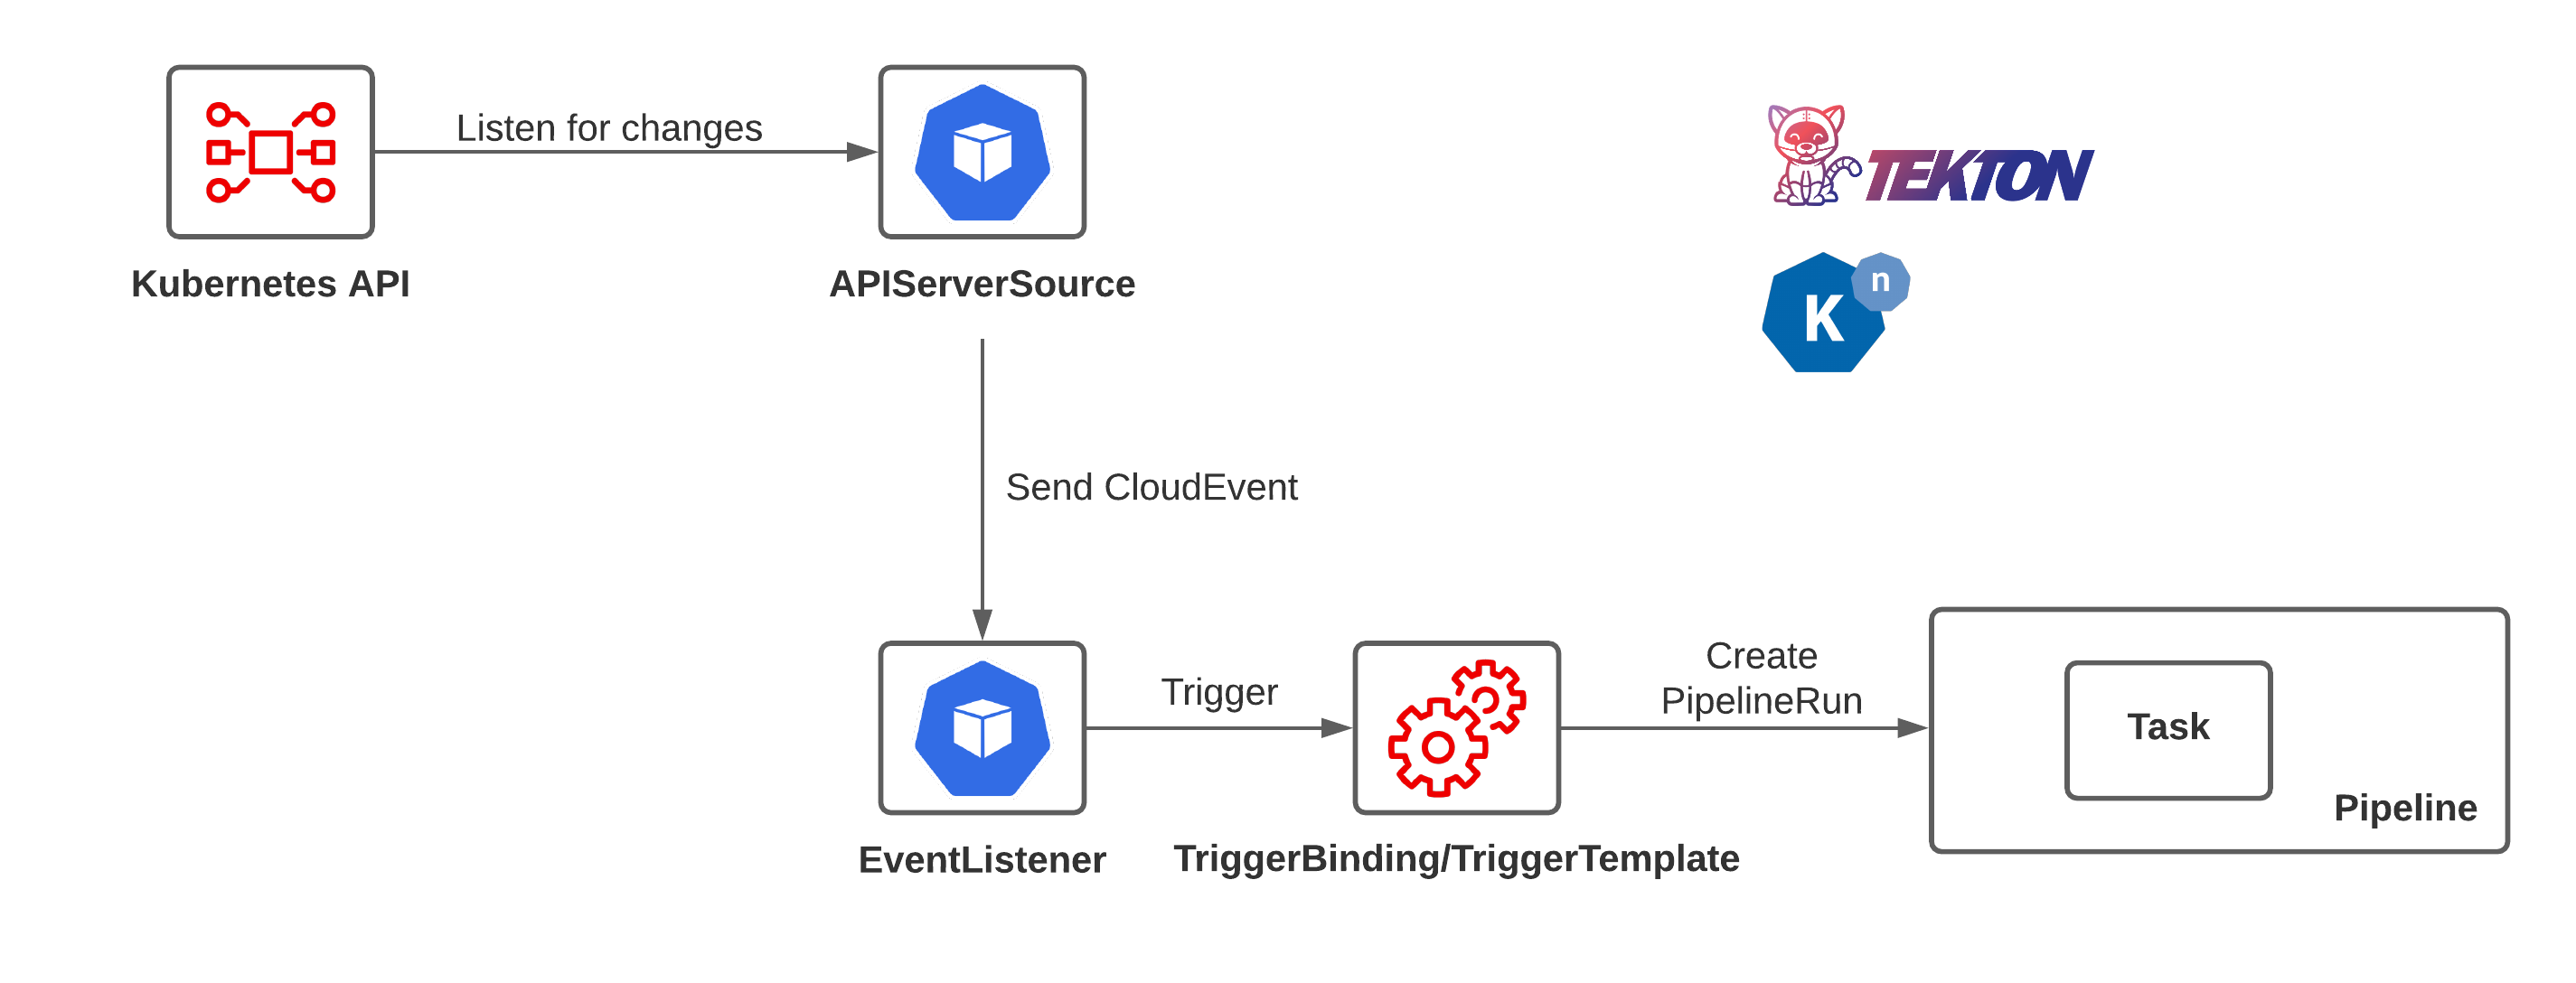 Listen for changes
TEKTON
Kubernetes API
APIServerSource
K
n
Send CloudEvent
Trigger
Create
PipelineRun
Task
Pipeline
EventListener
TriggerBinding/TriggerTemplate